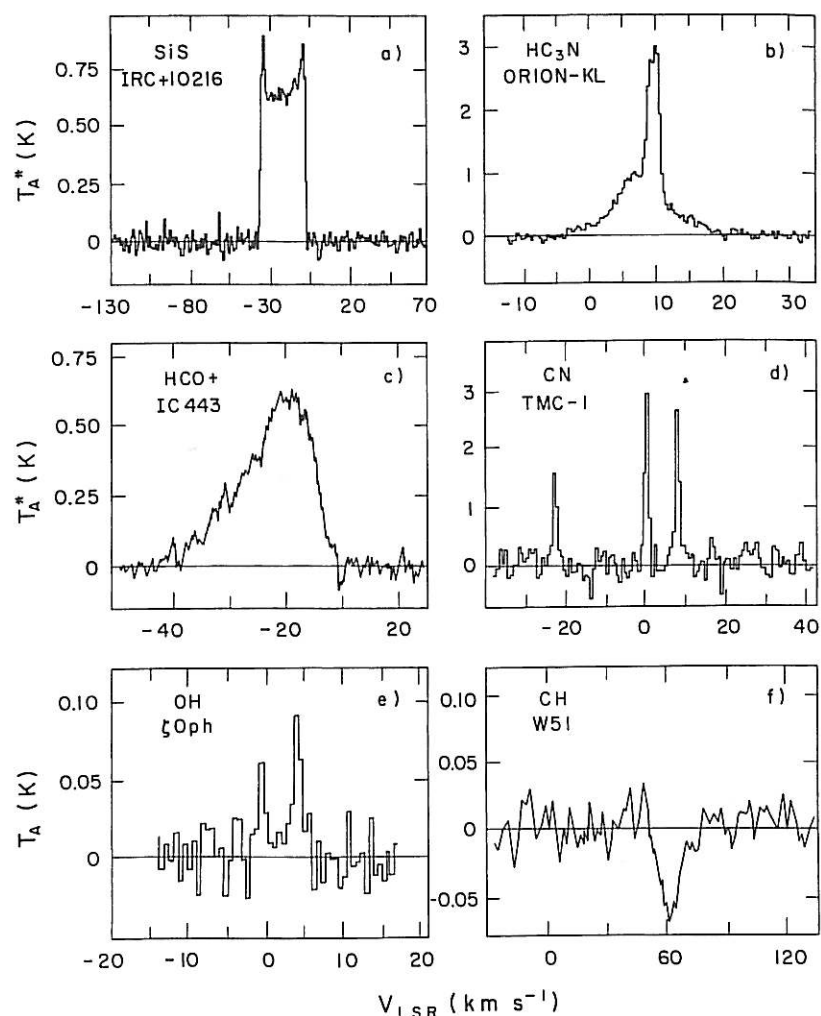 SiS
IRC+10216
a)
T*A (K)
0.75
0.50
0.25
0
-130 -80 -30 20 70
HC3N
ORION-KL
b)
3
2
1
0
-10 0 10 20 30
HCO+
IC 443
c)
T*A (K)
0.75
0.50
0.25
0
-40 -20 0 20
CN
TMC-1
d)
3
2
1
0
-20 0 20 40
OH
ζOph
e)
TA (K)
0.10
0.05
0
-20 -10 0 10 20
CH
W51
f)
0.10
0.05
0.00
-0.05
0 60 120
VLSR (km s⁻¹)